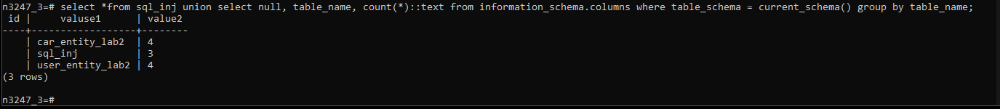 n3247_3=# select *from sql_inj union select null, table_name, count(*)::text from information_schema.columns where table_schema = current_schema() group by table_name;
 id |     valuse1      | value2
----+------------------+--------
    | car_entity_lab2  | 4
    | sql_inj          | 3
    | user_entity_lab2 | 4
(3 rows)

n3247_3=#